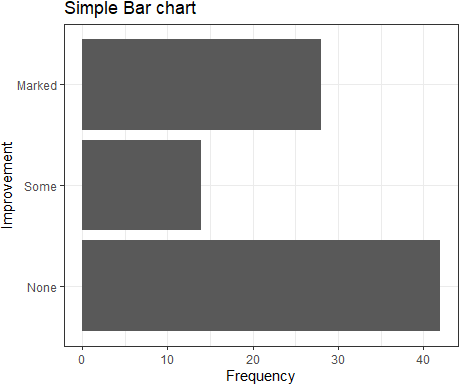 Simple Bar chart
Improvement
Marked
Some
None
0 10 20 30 40
Frequency